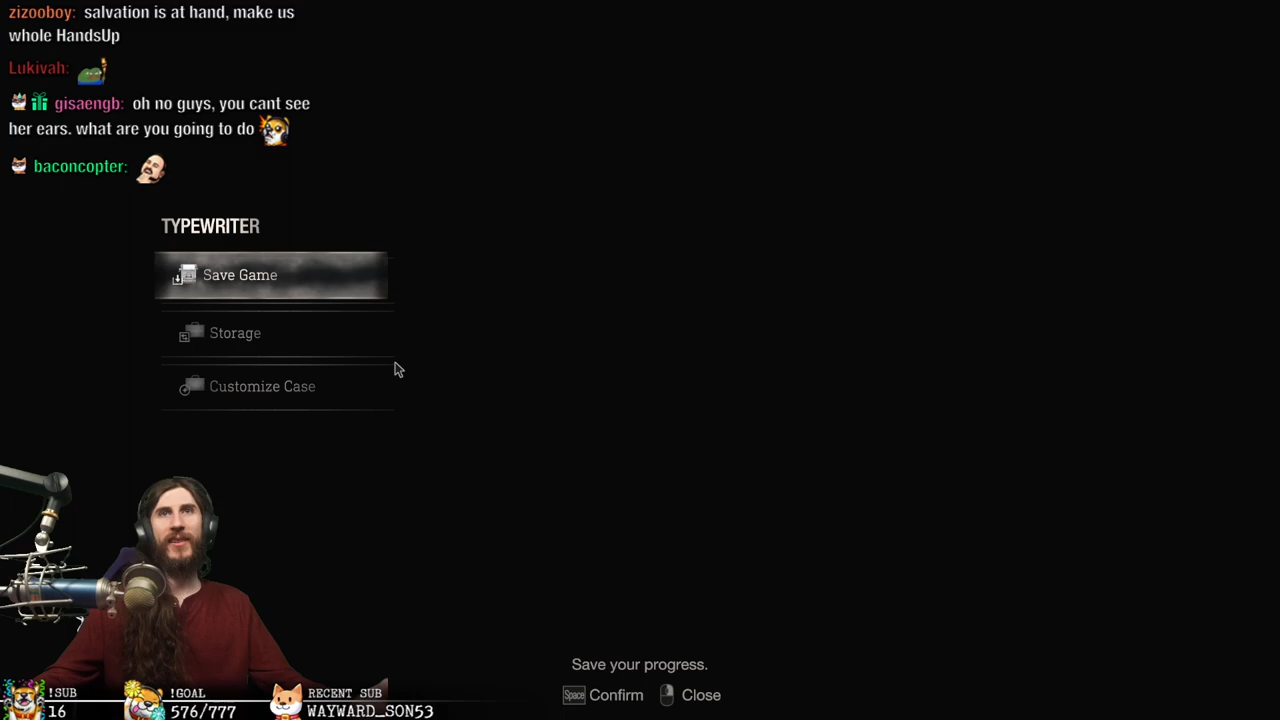 zizooboy: salvation is at hand, make us
whole HandsUp
Lukivah:
gisaengb: oh no guys, you cant see
her ears. what are you going to do
baconcopter:
TYPEWRITER
Save Game
Storage
Customize Case
Save your progress.
Space Confirm Close
!SUB !GOAL RECENT SUB
16 576/777 WAYWARD_SON53